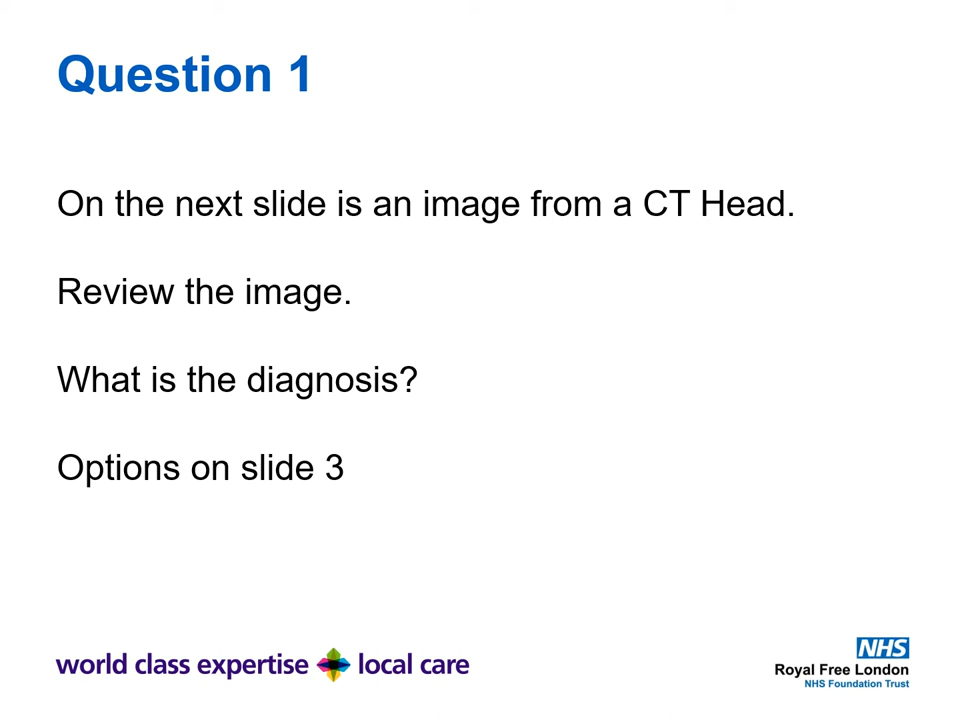 Question 1
On the next slide is an image from a CT Head.
Review the image.
What is the diagnosis?
Options on slide 3
world class expertise local care
NHS
Royal Free London
NHS Foundation Trust